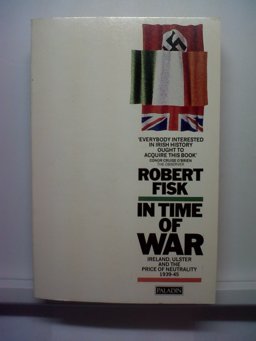 'EVERYBODY INTERESTED
IN IRISH HISTORY
OUGHT TO
ACQUIRE THIS BOOK'
CONOR CRUISE O'BRIEN
THE OBSERVER
ROBERT
FISK
IN TIME
OF
WAR
IRELAND, ULSTER
AND THE
PRICE OF NEUTRALITY
1939-45
PALADIN